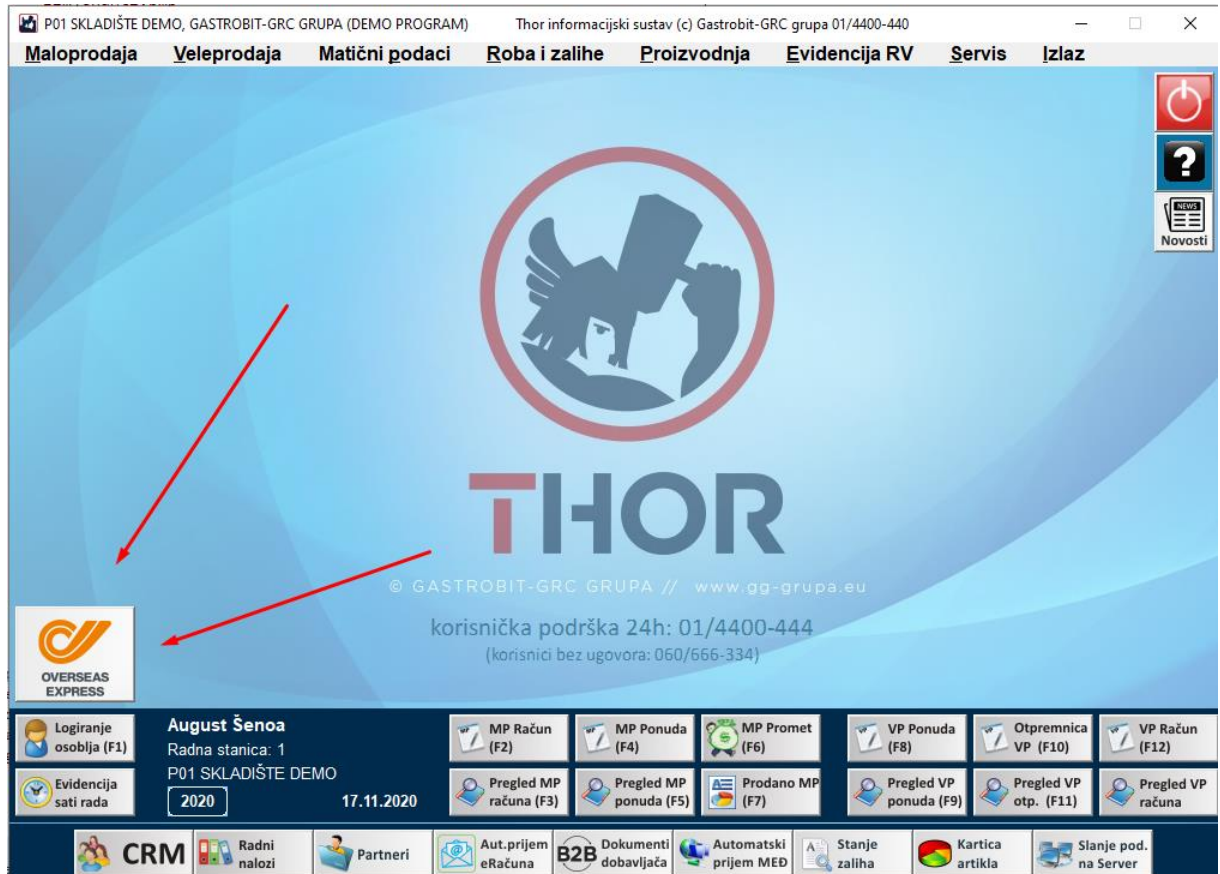 P01 SKLADIŠTE DEMO, GASTROBIT-GRC GRUPA (DEMO PROGRAM) Thor informacijski sustav (c) Gastrobit-GRC grupa 01/4400-440
Maloprodaja Veleprodaja Matični podaci Roba i zalihe Proizvodnja Evidencija RV Servis Izlaz
?
NEWS
Novosti
THOR
© GASTROBIT-GRC GRUPA // www.gg-grupa.eu
korisnička podrška 24h: 01/4400-444
(korisnici bez ugovora: 060/666-334)
OVERSEAS
EXPRESS
Logiranje
osoblja (F1)
August Šenoa
Radna stanica: 1
P01 SKLADIŠTE DEMO
2020 17.11.2020
Evidencija
sati rada
MP Račun
(F2)
MP Ponuda
(F4)
MP Promet
(F6)
VP Ponuda
(F8)
Otpremnica
VP (F10)
VP Račun
(F12)
Pregled MP
računa (F3)
Pregled MP
ponuda (F5)
Prodano MP
(F7)
Pregled VP
ponuda (F9)
Pregled VP
otp. (F11)
Pregled VP
računa
CRM
Radni
nalozi
Partneri
Aut.prijem
eRačuna
B2B
Dokumenti
dobavljača
Automatski
prijem MEĐ
Stanje
zaliha
Kartica
artikla
Slanje pod.
na Server